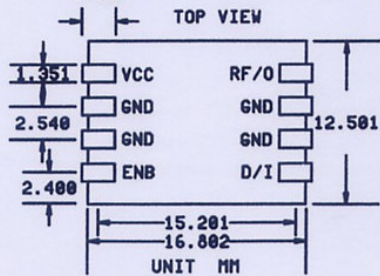 TOP VIEW
1.351 VCC RF/O
GND GND
2.540 12.501
GND GND
ENB D/I
2.400
15.201
16.802
UNIT MM